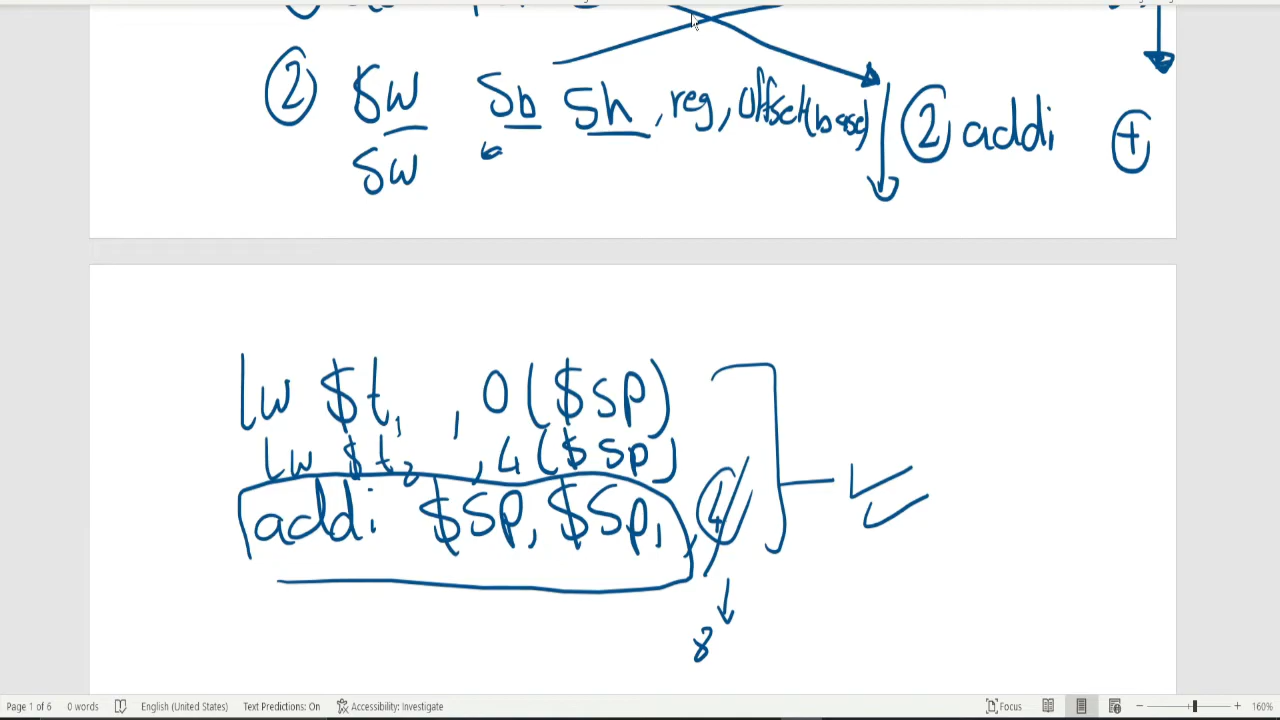 ② sw sb sh, reg, offset(base) ② addi +
sw
lw $t1, 0($sp)
lw $t2, 4($sp)
addi $sp, $sp, 4
8
Page 1 of 6 0 words English (United States) Text Predictions: On Accessibility: Investigate Focus 160%